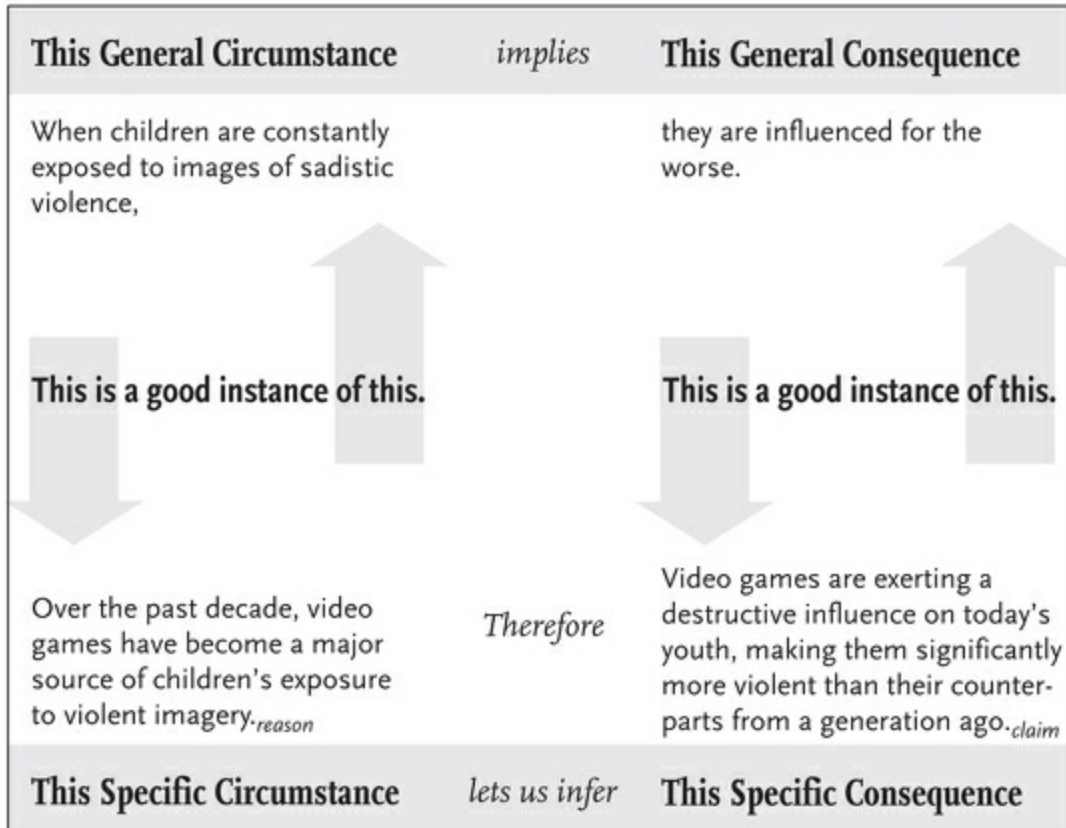 This General Circumstance implies This General Consequence
When children are constantly
exposed to images of sadistic
violence,
they are influenced for the
worse.
This is a good instance of this.
This is a good instance of this.
Over the past decade, video
games have become a major
source of children's exposure
to violent imagery.reason
Therefore
Video games are exerting a
destructive influence on today's
youth, making them significantly
more violent than their counter-
parts from a generation ago.claim
This Specific Circumstance lets us infer This Specific Consequence